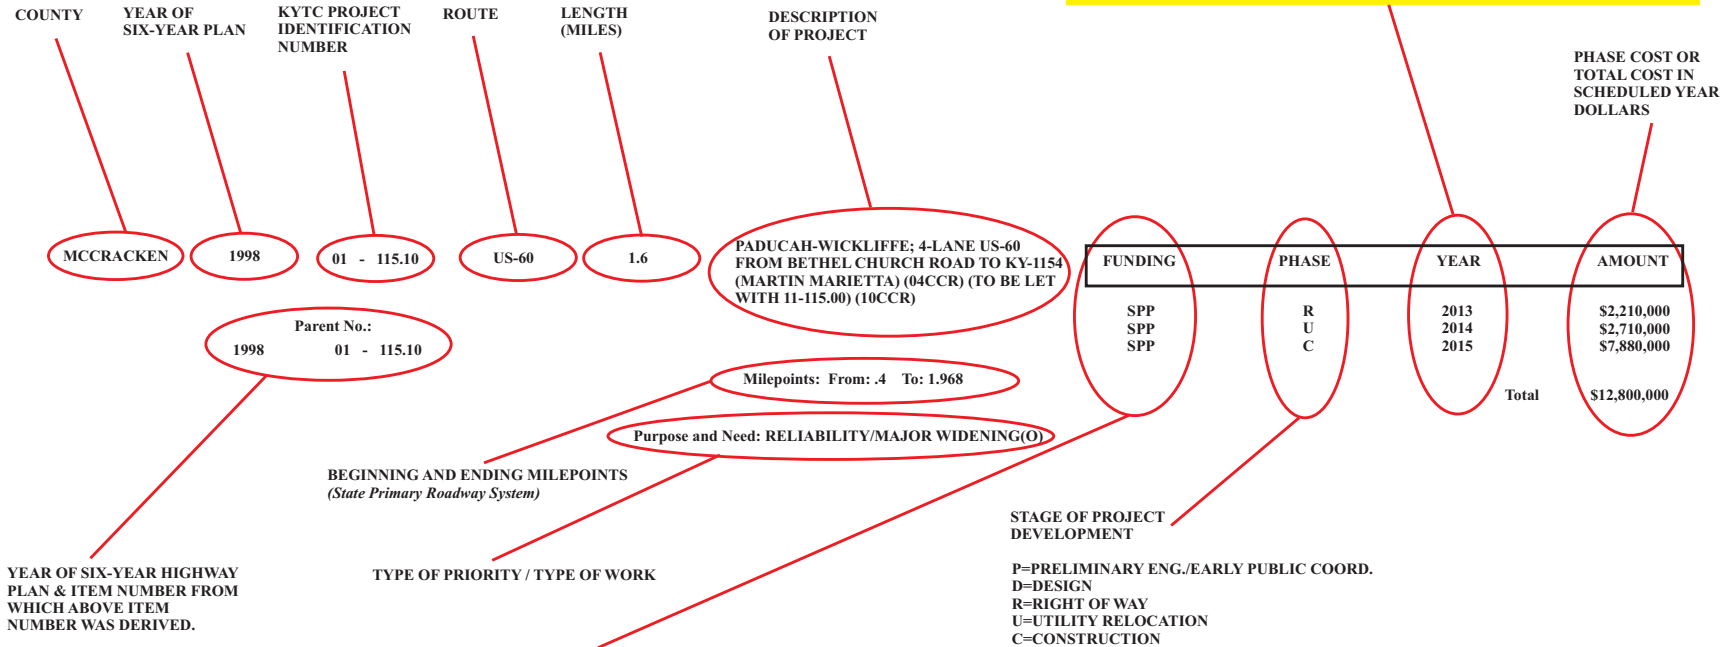 COUNTY
YEAR OF
SIX-YEAR PLAN
KYTC PROJECT
IDENTIFICATION
NUMBER
ROUTE
LENGTH
(MILES)
DESCRIPTION
OF PROJECT
PHASE COST OR
TOTAL COST IN
SCHEDULED YEAR
DOLLARS
MCCRACKEN
1998
01 - 115.10
US-60
1.6
PADUCAH-WICKLIFFE; 4-LANE US-60
FROM BETHEL CHURCH ROAD TO KY-1154
(MARTIN MARIETTA) (04CCR) (TO BE LET
WITH 11-115.00) (10CCR)
FUNDING PHASE YEAR AMOUNT
SPP R 2013 $2,210,000
SPP U 2014 $2,710,000
SPP C 2015 $7,880,000
Total $12,800,000
Parent No.:
1998 01 - 115.10
Milepoints: From: .4 To: 1.968
Purpose and Need: RELIABILITY/MAJOR WIDENING(O)
BEGINNING AND ENDING MILEPOINTS
(State Primary Roadway System)
YEAR OF SIX-YEAR HIGHWAY
PLAN & ITEM NUMBER FROM
WHICH ABOVE ITEM
NUMBER WAS DERIVED.
TYPE OF PRIORITY / TYPE OF WORK
STAGE OF PROJECT
DEVELOPMENT
P=PRELIMINARY ENG./EARLY PUBLIC COORD.
D=DESIGN
R=RIGHT OF WAY
U=UTILITY RELOCATION
C=CONSTRUCTION